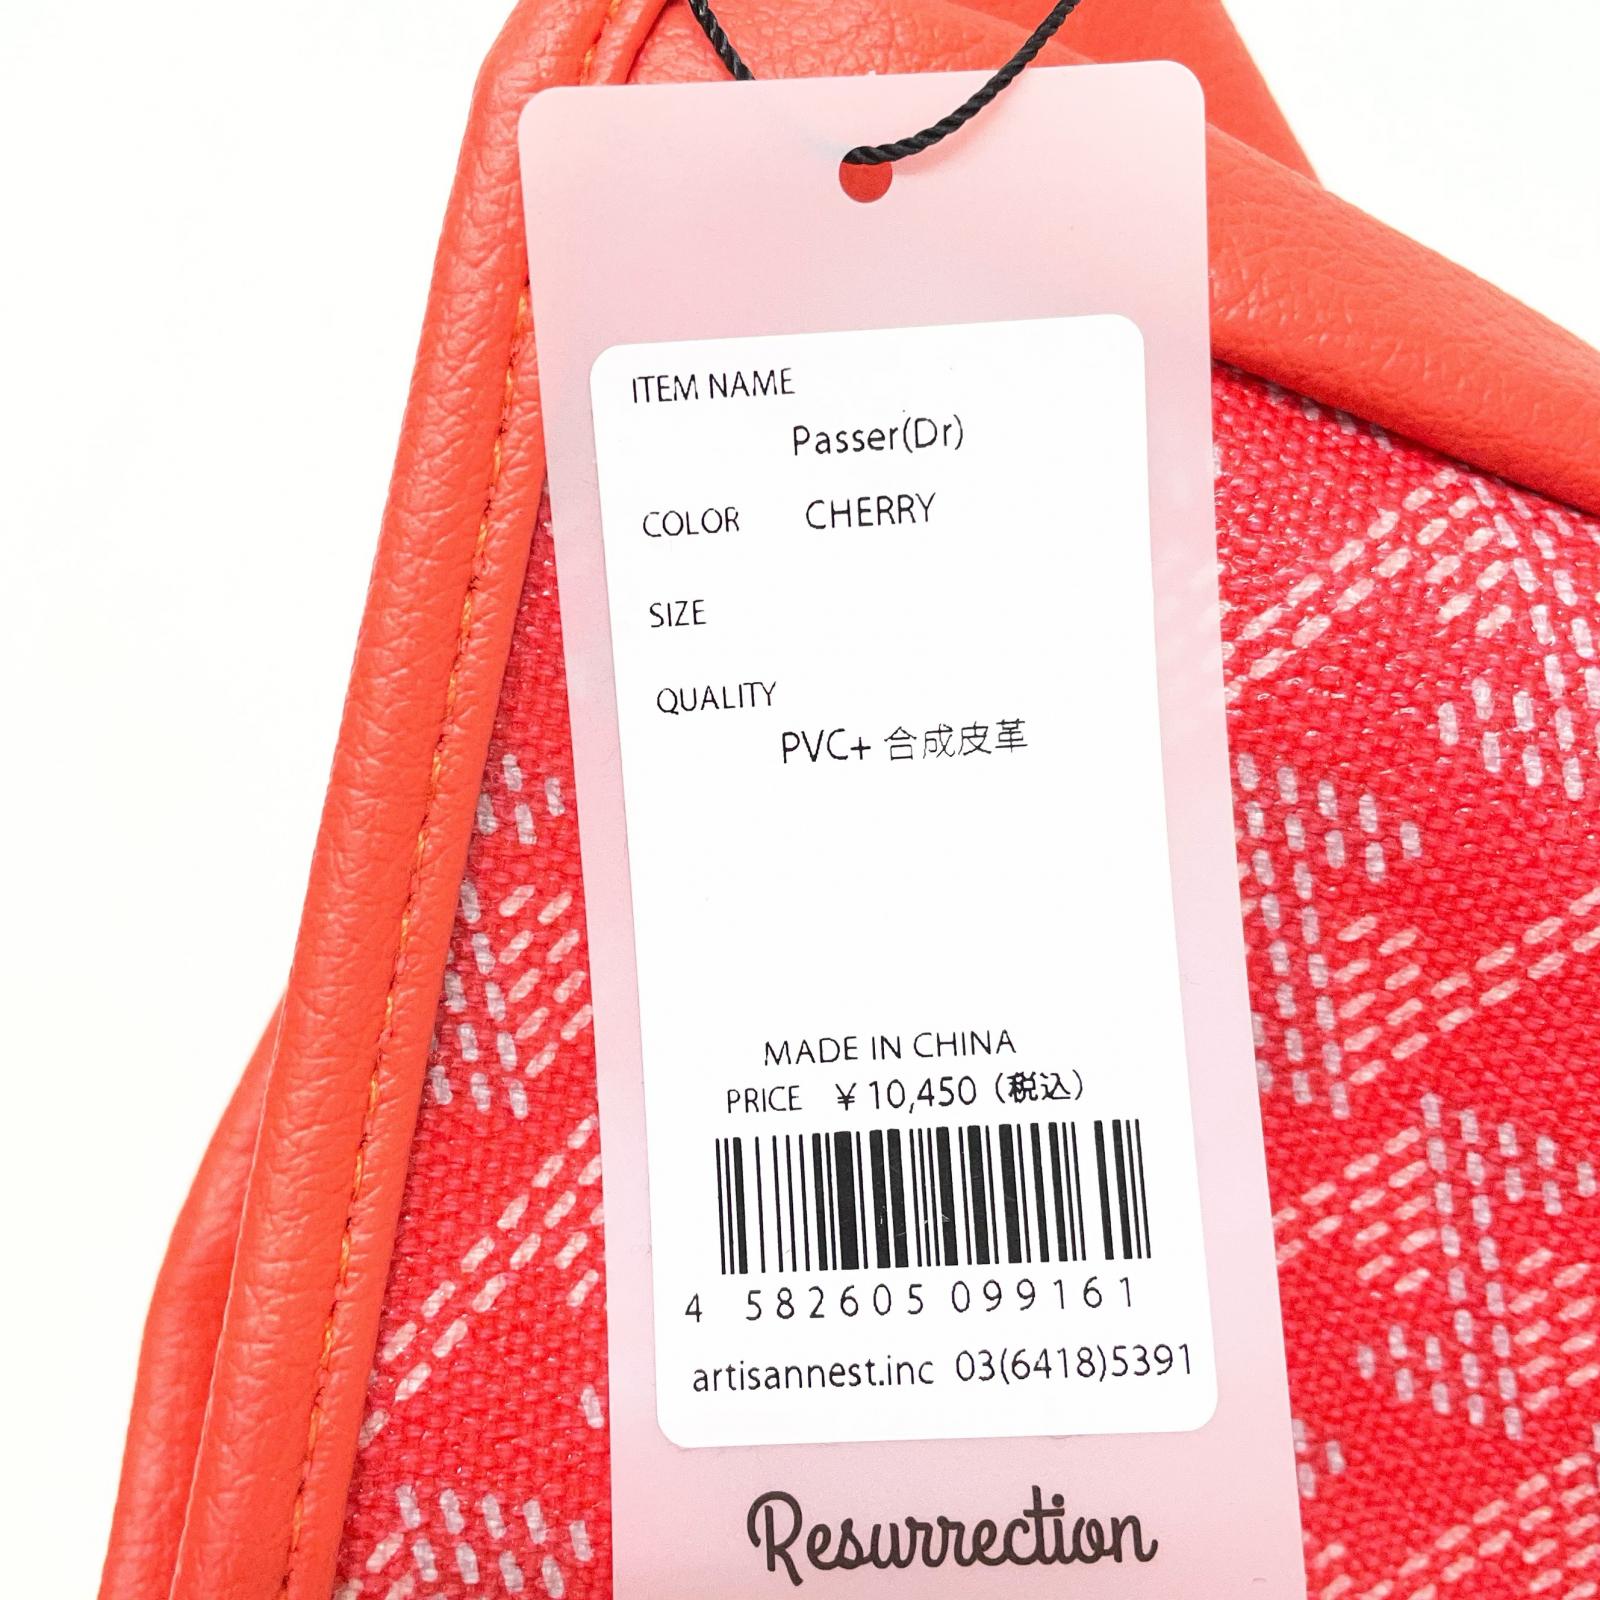 ITEM NAME
Passer(Dr)
COLOR CHERRY
SIZE
QUALITY
PVC+ 合成皮革
MADE IN CHINA
PRICE ¥10,450（税込）
4 582605 099161
artisannest.inc 03(6418)5391
Resurrection